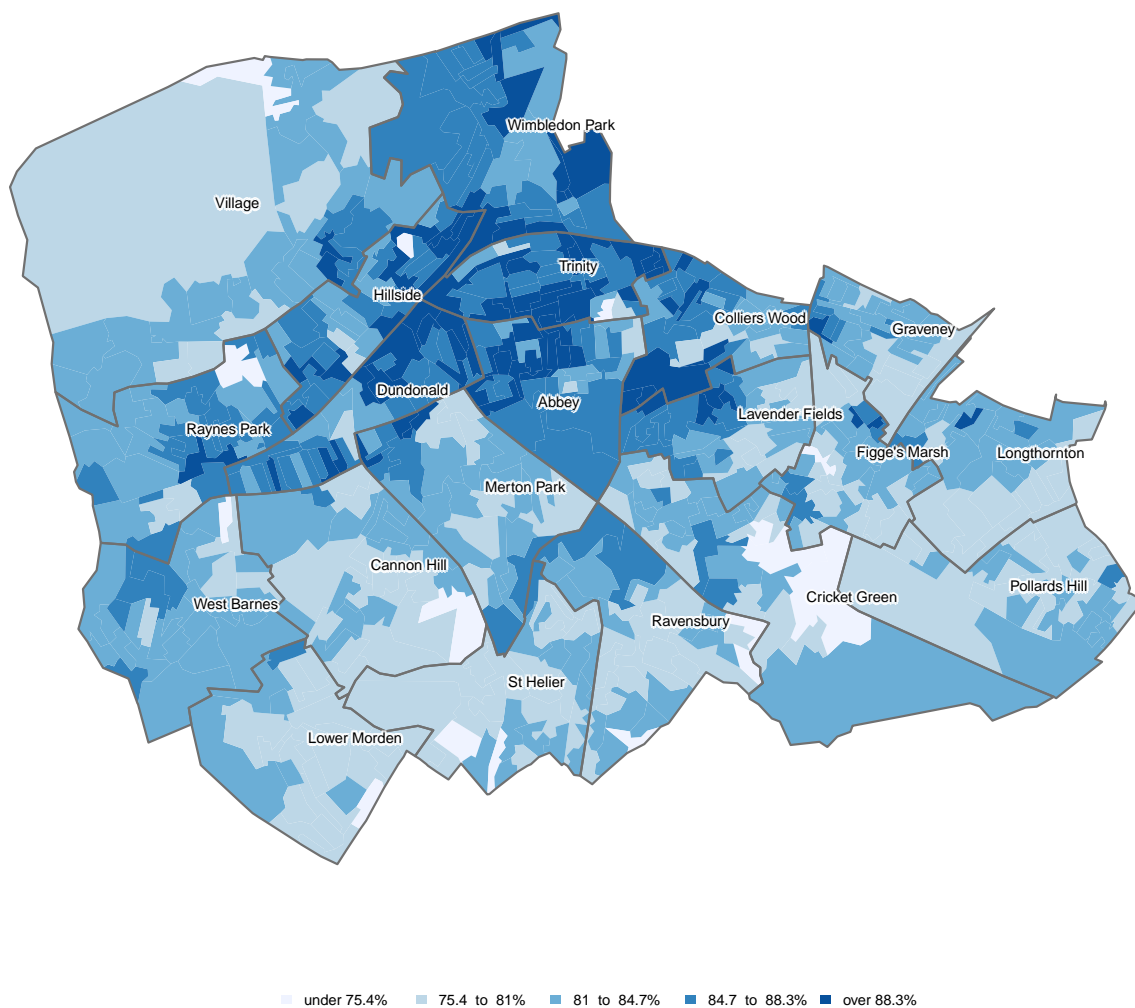 Wimbledon Park
Village
Trinity
Hillside
Colliers Wood
Graveney
Dundonald
Abbey
Lavender Fields
Raynes Park
Figge's Marsh
Longthornton
Merton Park
Cannon Hill
Pollards Hill
West Barnes
Cricket Green
Ravensbury
St Helier
Lower Morden
under 75.4% 75.4 to 81% 81 to 84.7% 84.7 to 88.3% over 88.3%